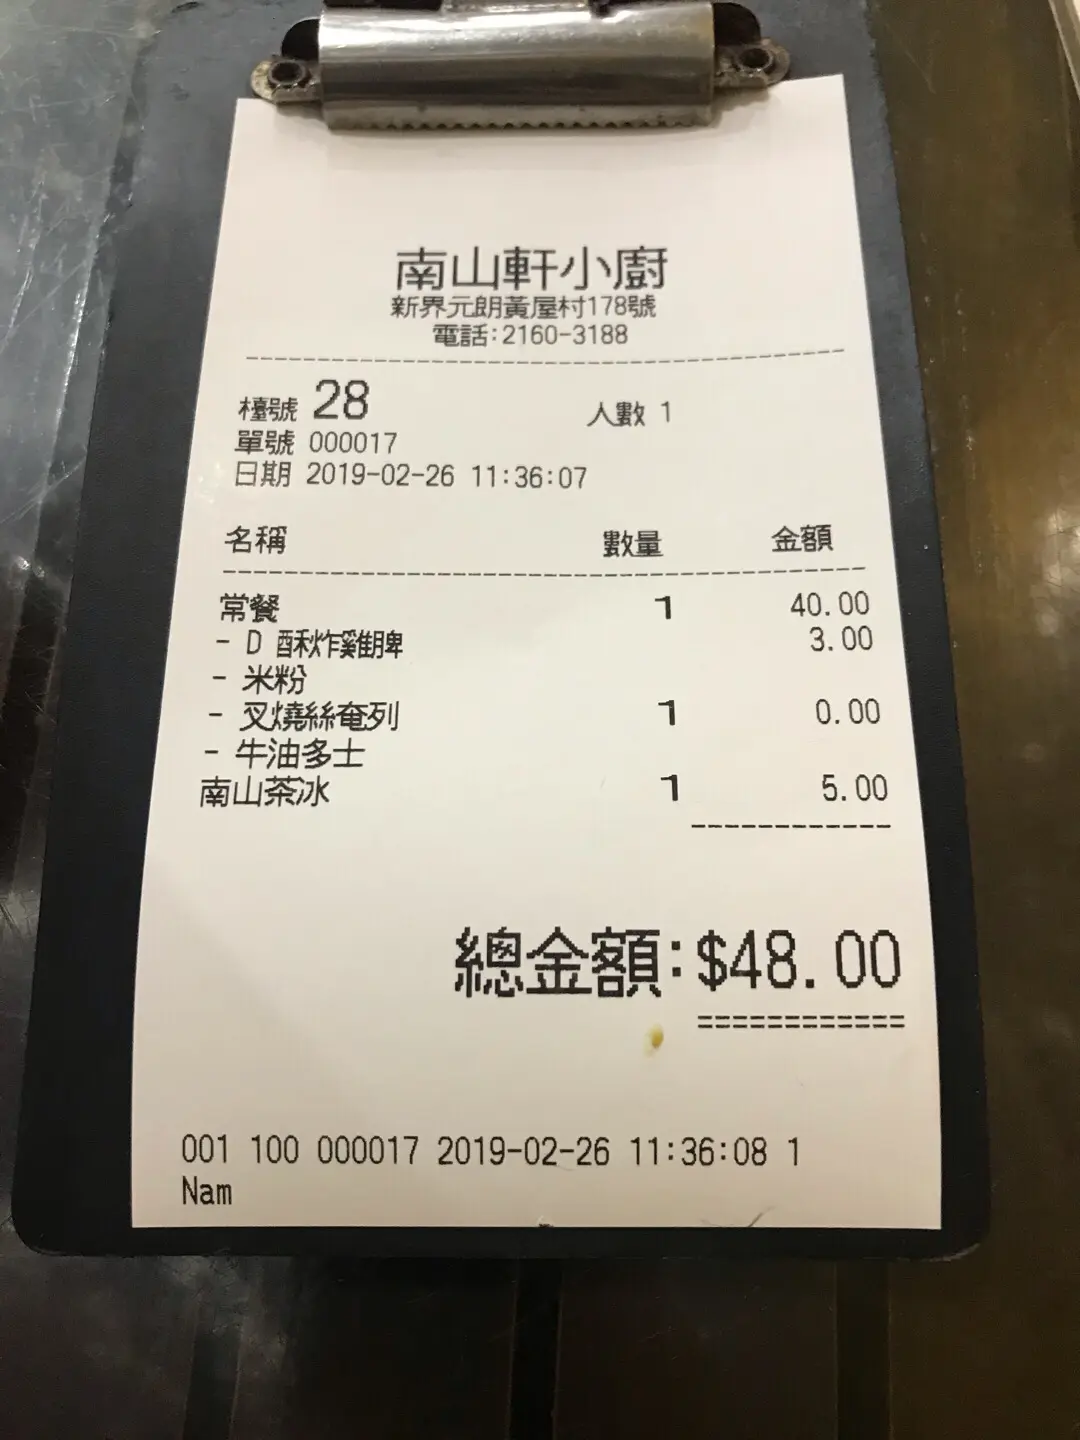 南山軒小廚
新界元朗黃屋村178號
電話:2160-3188
檯號 28 人數 1
單號 000017
日期 2019-02-26 11:36:07
名稱 數量 金額
常餐 1 40.00
- D 酥炸雞脾 3.00
- 米粉
- 叉燒絲奄列 1 0.00
- 牛油多士
南山茶冰 1 5.00
總金額:$48.00
001 100 000017 2019-02-26 11:36:08 1
Nam